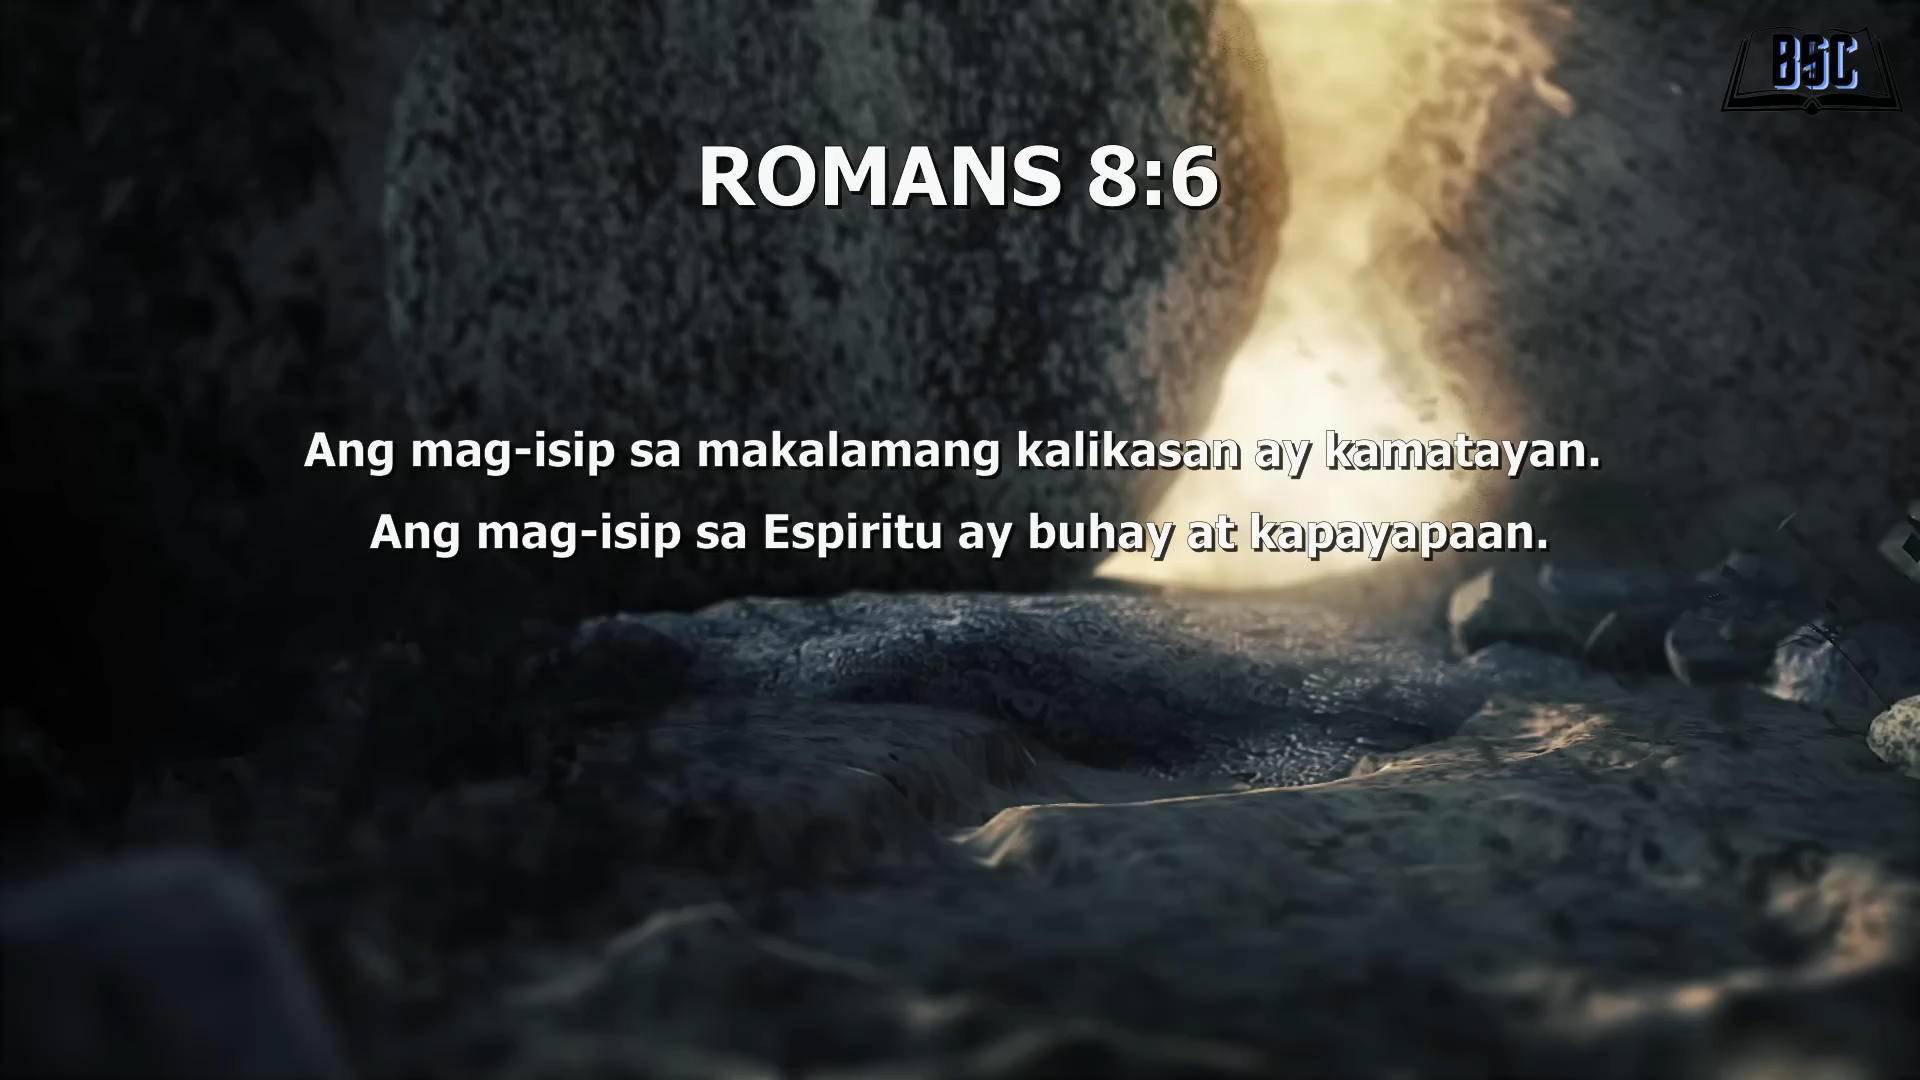 BSC
ROMANS 8:6
Ang mag-isip sa makalamang kalikasan ay kamatayan.
Ang mag-isip sa Espiritu ay buhay at kapayapaan.